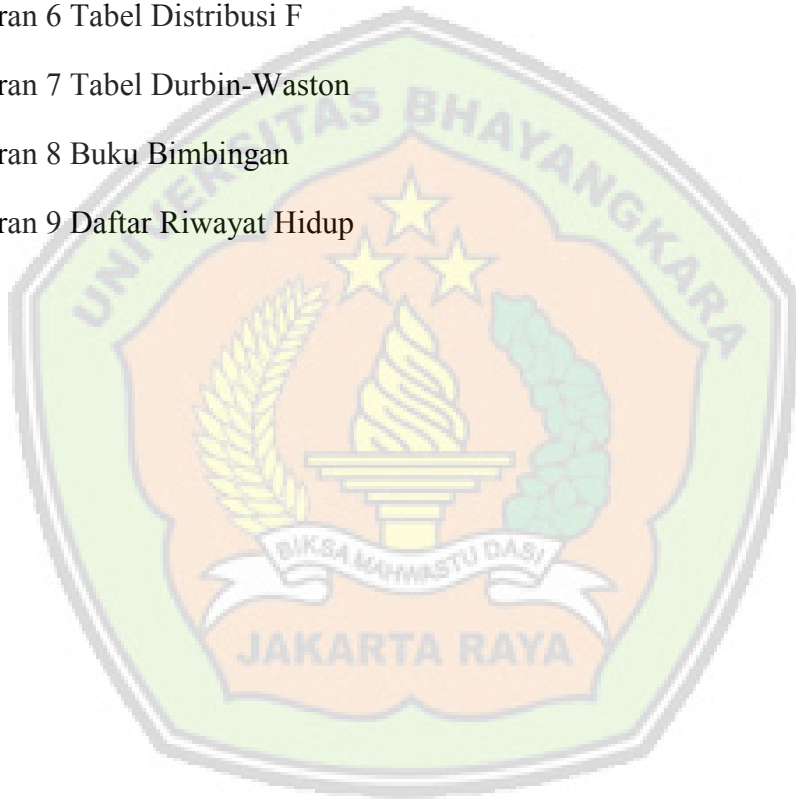 ran 6 Tabel Distribusi F
ran 7 Tabel Durbin-Waston
ran 8 Buku Bimbingan
ran 9 Daftar Riwayat Hidup
UNIVERSITAS BHAYANGKARA
BIKSA MAHWASTU DASI
JAKARTA RAYA